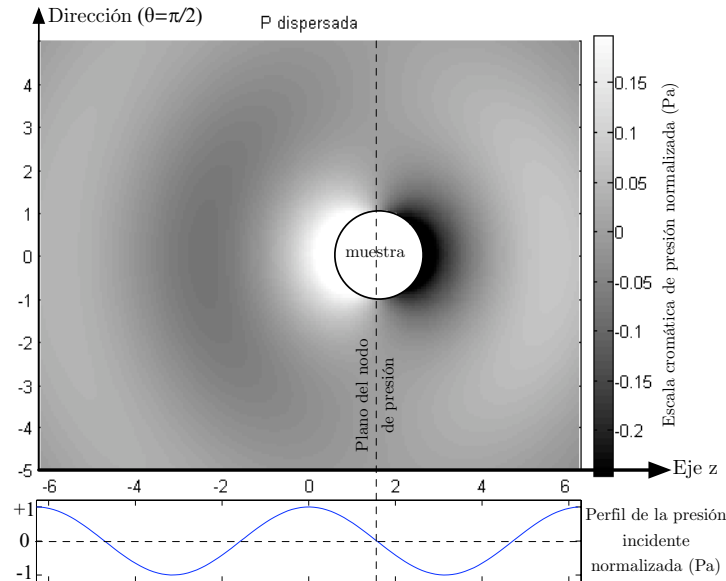 Dirección (θ=π/2)
P dispersada
4
3
2
1
0
-1
-2
-3
-4
-5
muestra
Plano del nodo
de presión
0.15
0.1
0.05
0
-0.05
-0.1
-0.15
-0.2
Escala cromática de presión normalizada (Pa)
Eje z
-6 -4 -2 0 2 4 6
+1
0
-1
Perfil de la presión
incidente
normalizada (Pa)